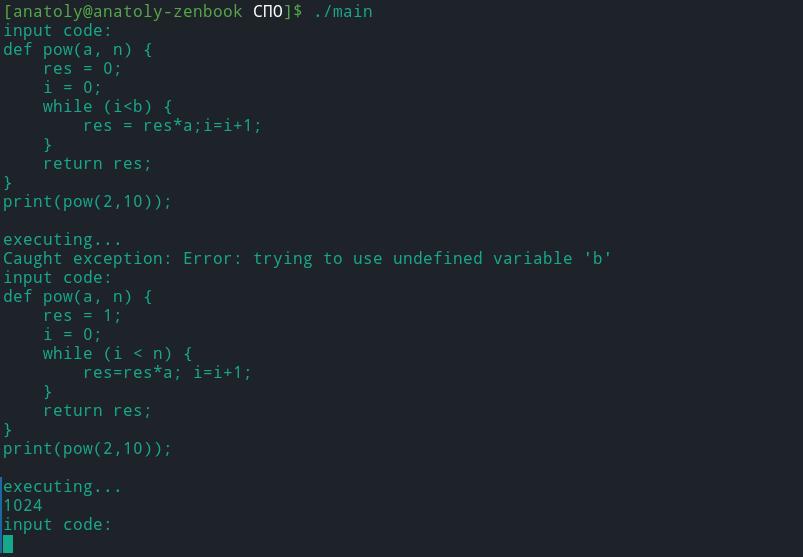 [anatoly@anatoly-zenbook СПО]$ ./main
input code:
def pow(a, n) {
    res = 0;
    i = 0;
    while (i<b) {
        res = res*a;i=i+1;
    }
    return res;
}
print(pow(2,10));

executing...
Caught exception: Error: trying to use undefined variable 'b'
input code:
def pow(a, n) {
    res = 1;
    i = 0;
    while (i < n) {
        res=res*a; i=i+1;
    }
    return res;
}
print(pow(2,10));

executing...
1024
input code: